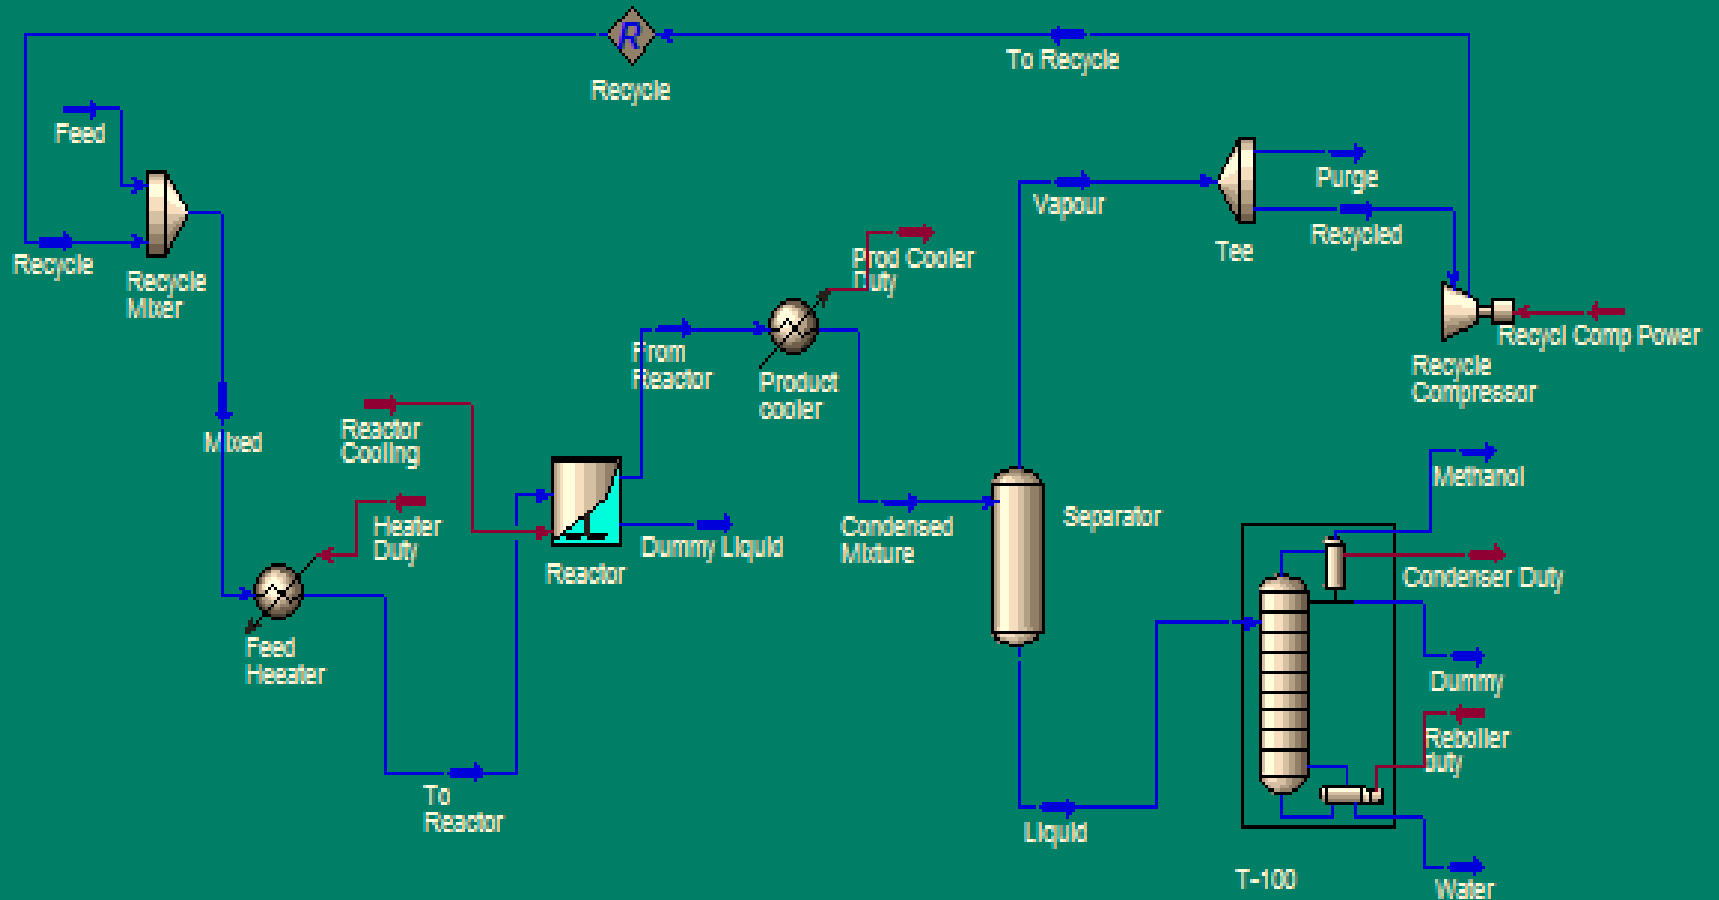 R
To Recycle
Recycle
Feed
Purge
Vapour
Recycled
Tee
Recycle
Recycle
Mixer
Prod Cooler
Duty
Recycl Comp Power
Recycle
Compressor
From
Reactor
Product
cooler
Reactor
Cooling
Mixed
Methanol
Heater
Duty
Condensed
Mixture
Separator
Dummy Liquid
Reactor
Condenser Duty
Feed
Heeater
Dummy
Reboiler
duty
To
Reactor
Liquid
T-100
Water